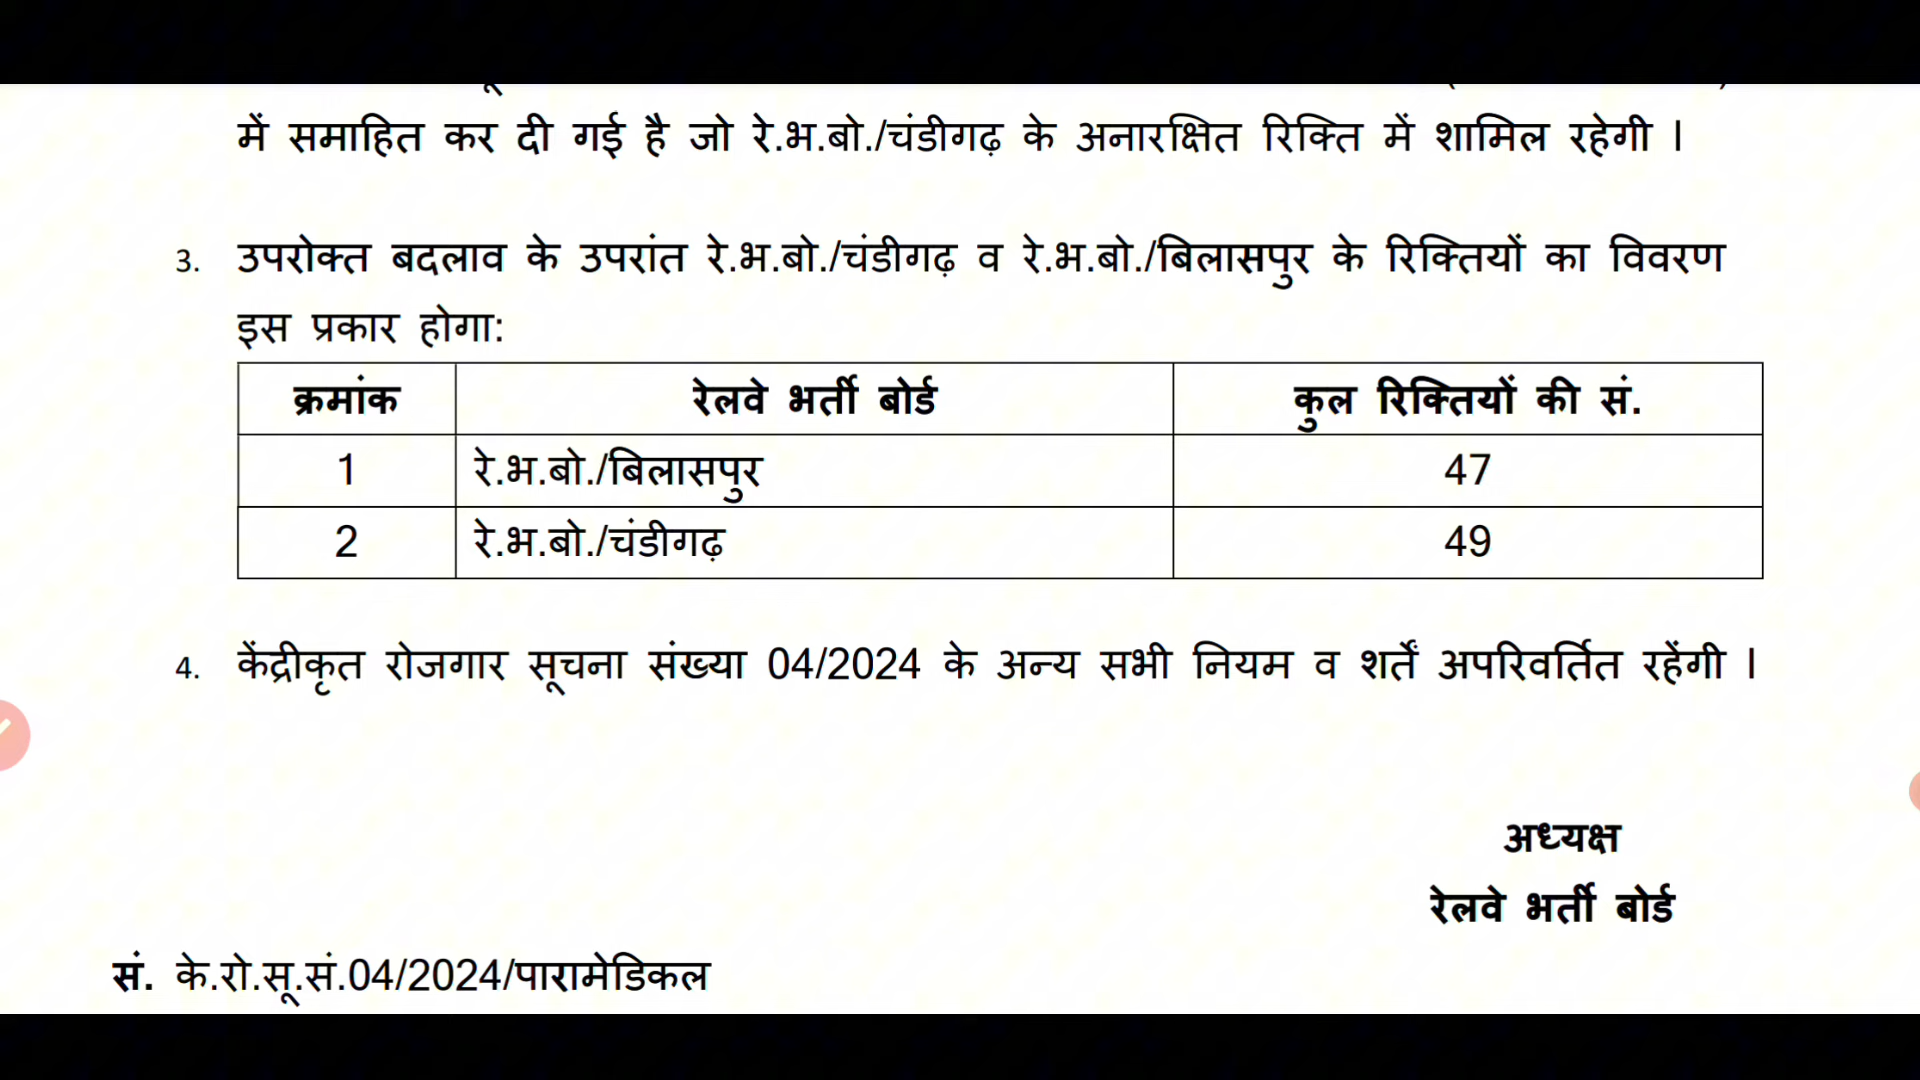 में समाहित कर दी गई है जो रे.भ.बो./चंडीगढ़ के अनारक्षित रिक्ति में शामिल रहेगी ।
3. उपरोक्त बदलाव के उपरांत रे.भ.बो./चंडीगढ़ व रे.भ.बो./बिलासपुर के रिक्तियों का विवरण
इस प्रकार होगा:
क्रमांक रेलवे भर्ती बोर्ड कुल रिक्तियों की सं.
1 रे.भ.बो./बिलासपुर 47
2 रे.भ.बो./चंडीगढ़ 49
4. केंद्रीकृत रोजगार सूचना संख्या 04/2024 के अन्य सभी नियम व शर्तें अपरिवर्तित रहेंगी ।
अध्यक्ष
रेलवे भर्ती बोर्ड
सं. के.रो.सू.सं.04/2024/पारामेडिकल